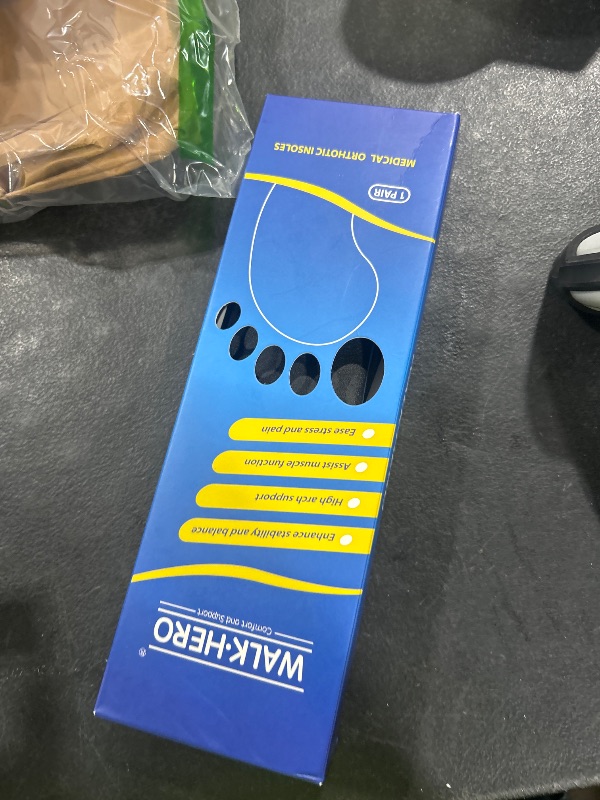 WALK·HERO®
Comfort and Support
Enhance stability and balance
High arch support
Assist muscle function
Ease stress and pain
1 PAIR
MEDICAL ORTHOTIC INSOLES